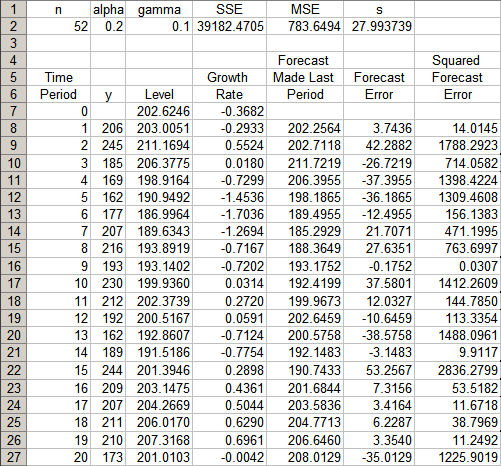 1 n alpha gamma SSE MSE s
2 52 0.2 0.1 39182.4705 783.6494 27.993739
3
4 Forecast Squared
5 Time Growth Made Last Forecast Forecast
6 Period y Level Rate Period Error Error
7 0 202.6246 -0.3682
8 1 206 203.0051 -0.2933 202.2564 3.7436 14.0145
9 2 245 211.1694 0.5524 202.7118 42.2882 1788.2923
10 3 185 206.3775 0.0180 211.7219 -26.7219 714.0582
11 4 169 198.9164 -0.7299 206.3955 -37.3955 1398.4224
12 5 162 190.9492 -1.4536 198.1865 -36.1865 1309.4608
13 6 177 186.9964 -1.7036 189.4955 -12.4955 156.1383
14 7 207 189.6343 -1.2694 185.2929 21.7071 471.1995
15 8 216 193.8919 -0.7167 188.3649 27.6351 763.6997
16 9 193 193.1402 -0.7202 193.1752 -0.1752 0.0307
17 10 230 199.9360 0.0314 192.4199 37.5801 1412.2609
18 11 212 202.3739 0.2720 199.9673 12.0327 144.7850
19 12 192 200.5167 0.0591 202.6459 -10.6459 113.3354
20 13 162 192.8607 -0.7124 200.5758 -38.5758 1488.0961
21 14 189 191.5186 -0.7754 192.1483 -3.1483 9.9117
22 15 244 201.3946 0.2898 190.7433 53.2567 2836.2799
23 16 209 203.1475 0.4361 201.6844 7.3156 53.5182
24 17 207 204.2669 0.5044 203.5836 3.4164 11.6718
25 18 211 206.0170 0.6290 204.7713 6.2287 38.7969
26 19 210 207.3168 0.6961 206.6460 3.3540 11.2492
27 20 173 201.0103 -0.0042 208.0129 -35.0129 1225.9019